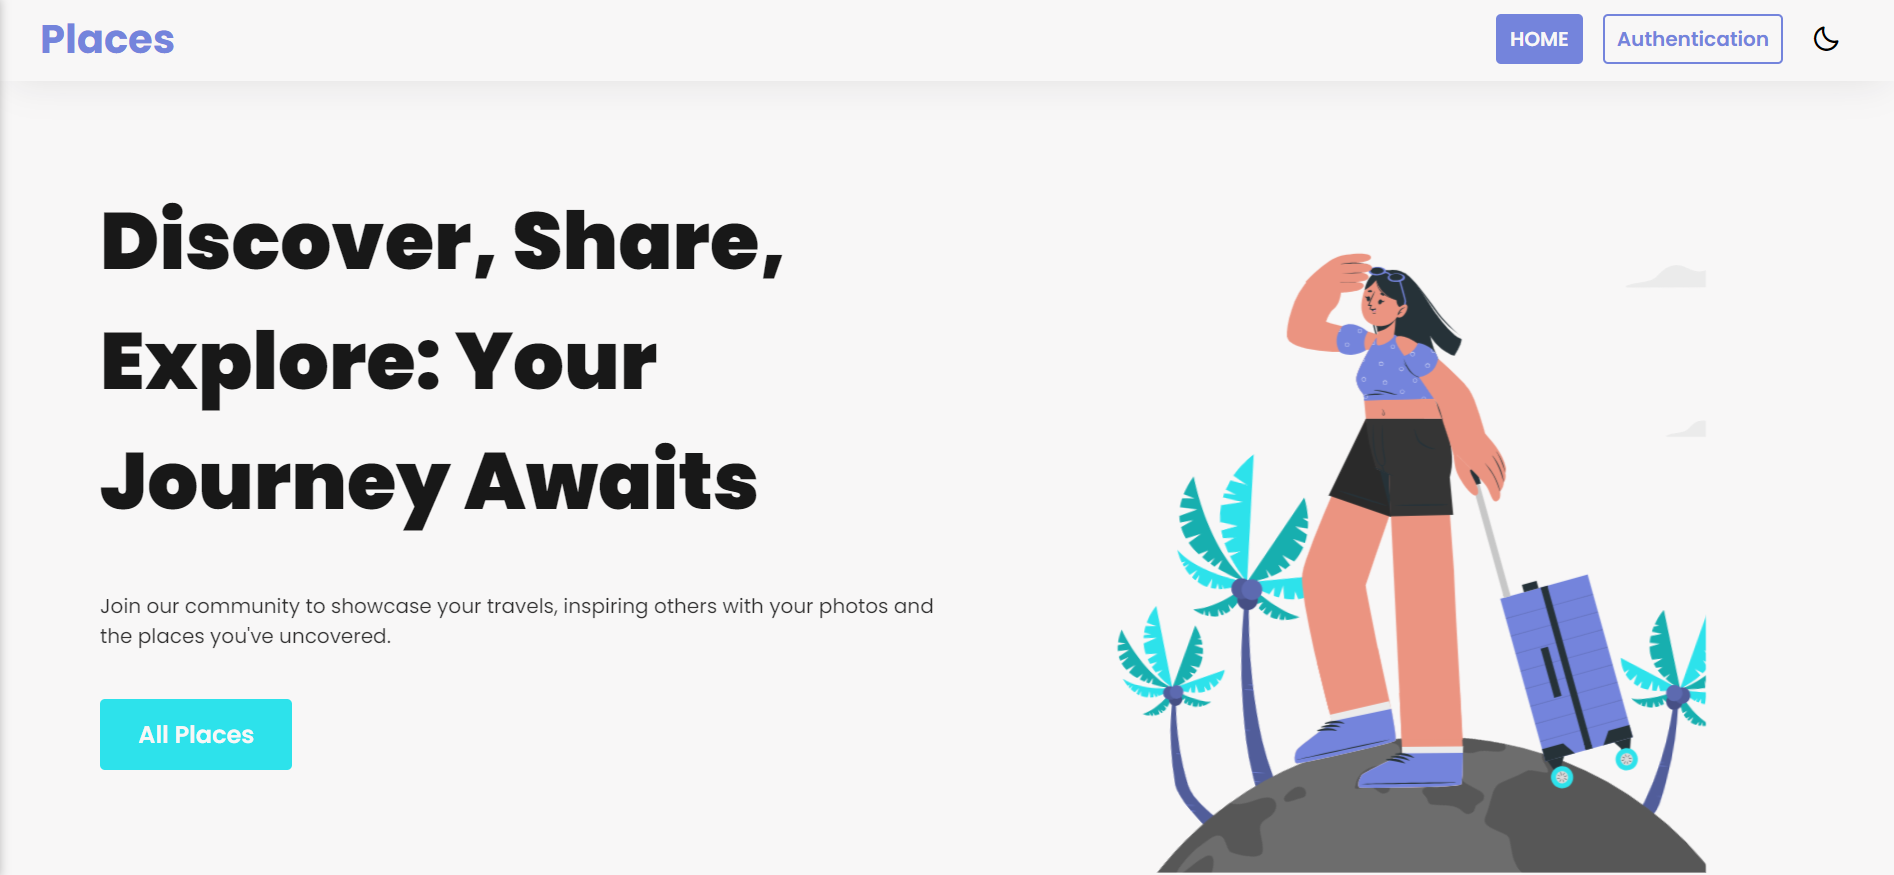 Places
HOME
Authentication
Discover, Share,
Explore: Your
Journey Awaits
Join our community to showcase your travels, inspiring others with your photos and
the places you've uncovered.
All Places